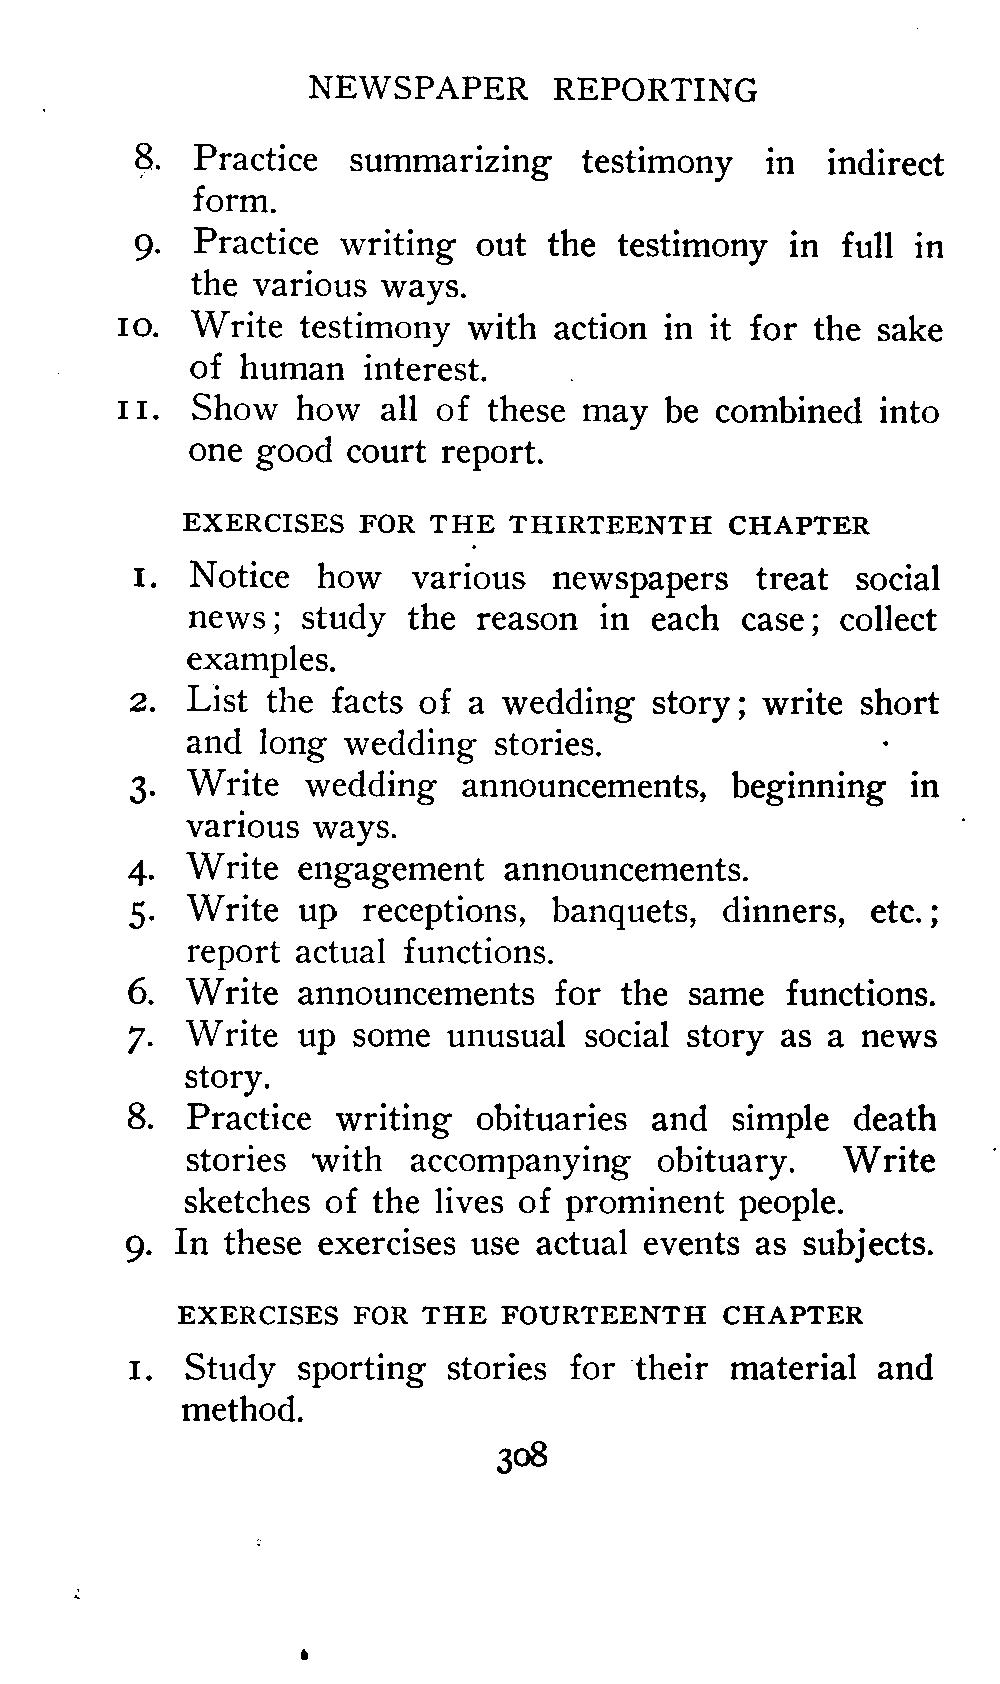 NEWSPAPER REPORTING
8. Practice summarizing testimony in indirect
form.
9. Practice writing out the testimony in full in
the various ways.
10. Write testimony with action in it for the sake
of human interest.
11. Show how all of these may be combined into
one good court report.
EXERCISES FOR THE THIRTEENTH CHAPTER
1. Notice how various newspapers treat social
news; study the reason in each case; collect
examples.
2. List the facts of a wedding story; write short
and long wedding stories.
3. Write wedding announcements, beginning in
various ways.
4. Write engagement announcements.
5. Write up receptions, banquets, dinners, etc.;
report actual functions.
6. Write announcements for the same functions.
7. Write up some unusual social story as a news
story.
8. Practice writing obituaries and simple death
stories with accompanying obituary. Write
sketches of the lives of prominent people.
9. In these exercises use actual events as subjects.
EXERCISES FOR THE FOURTEENTH CHAPTER
1. Study sporting stories for their material and
method.
308